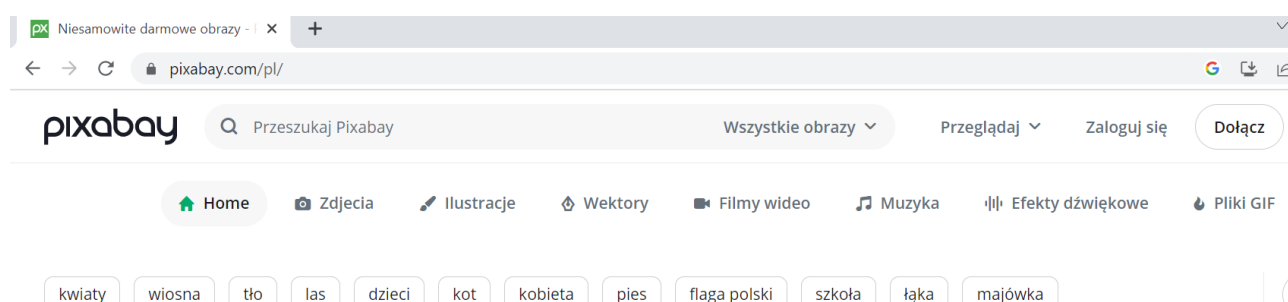 px Niesamowite darmowe obrazy -
pixabay.com/pl/
pixabay Przeszukaj Pixabay Wszystkie obrazy Przeglądaj Zaloguj się Dołącz
Home Zdjecia Ilustracje Wektory Filmy wideo Muzyka Efekty dźwiękowe Pliki GIF
kwiaty wiosna tło las dzieci kot kobieta pies flaga polski szkoła łąka majówka